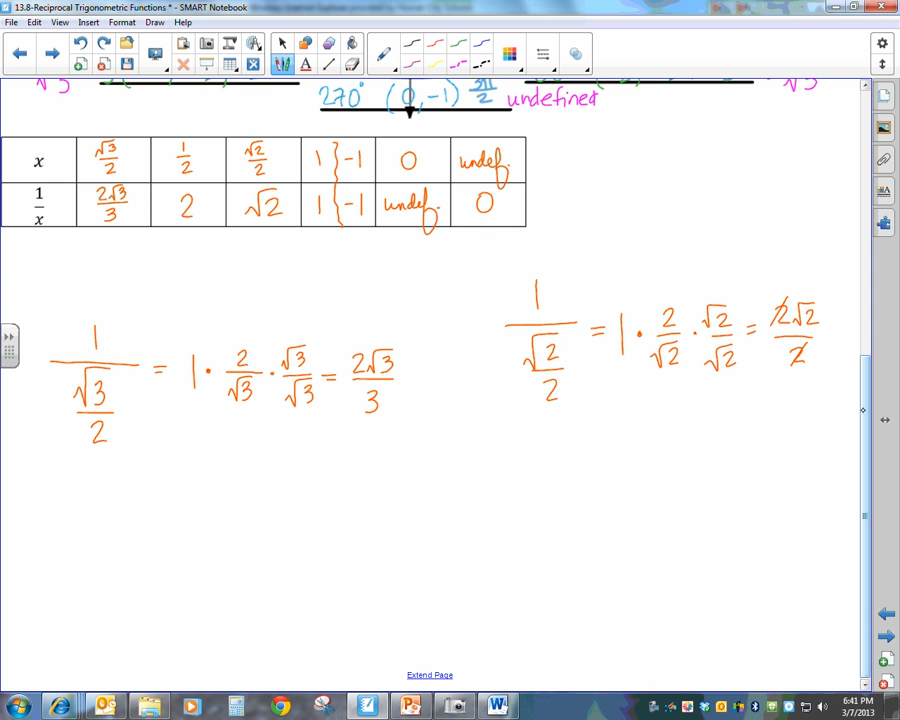 13.8-Reciprocal Trigonometric Functions * - SMART Notebook
File Edit View Insert Format Draw Help
√3
√3
270° (0, -1) 3π/2 undefined
x √3/2 1/2 √2/2 1 } -1 0 undef.
1/x 2√3/3 2 √2 1 } -1 undef. 0
1/(√3/2) = 1 • 2/√3 • √3/√3 = 2√3/3
1/(√2/2) = 1 • 2/√2 • √2/√2 = 2√2/2
Extend Page
6:41 PM
3/7/2013